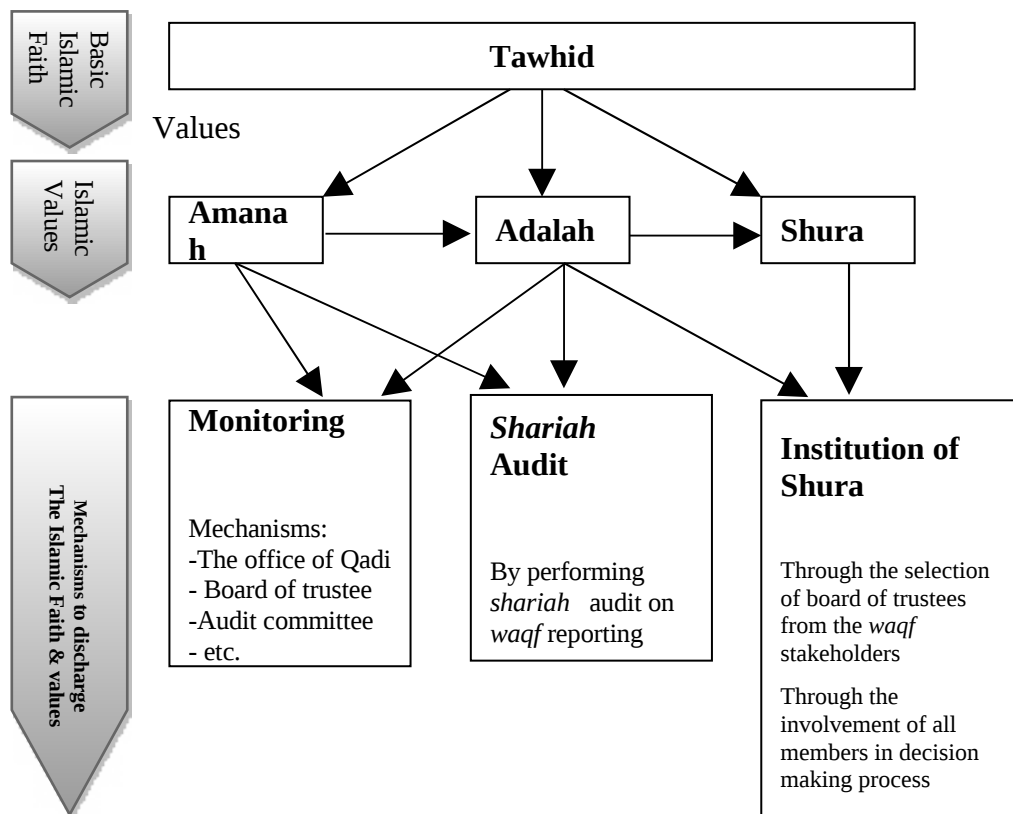 Basic
Islamic
Faith
Tawhid
Values
Islamic
Values
Amana
h
Adalah
Shura
Mechanisms to discharge
The Islamic Faith & values
Monitoring
Mechanisms:
-The office of Qadi
- Board of trustee
-Audit committee
- etc.
Shariah
Audit
By performing
shariah audit on
waqf reporting
Institution of
Shura
Through the selection
of board of trustees
from the waqf
stakeholders
Through the
involvement of all
members in decision
making process